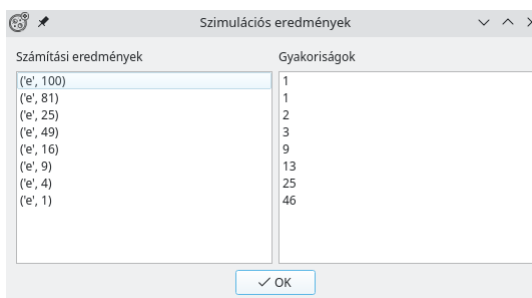 Szimulációs eredmények
Számítási eredmények
('e', 100)
('e', 81)
('e', 25)
('e', 49)
('e', 16)
('e', 9)
('e', 4)
('e', 1)
Gyakoriságok
1
1
2
3
9
13
25
46
OK